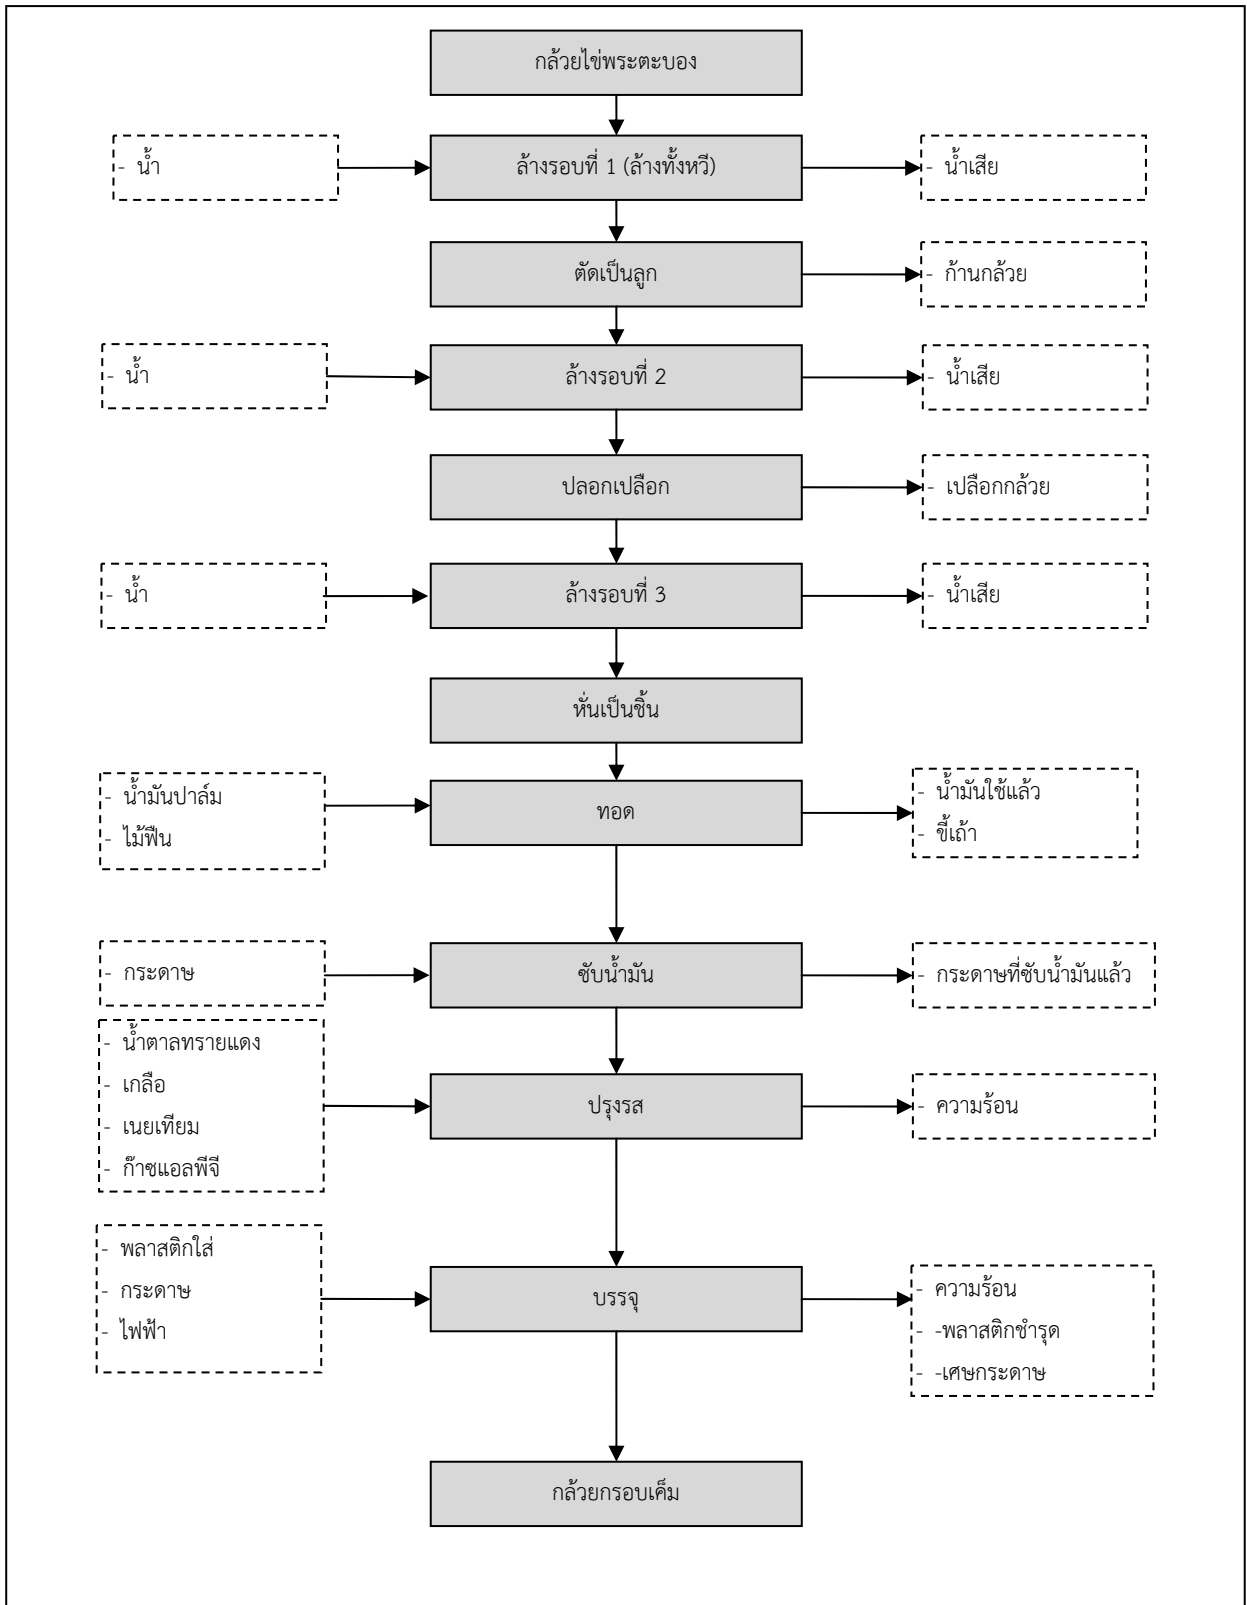 กล้วยไข่พระตะบอง
- น้ำ
ล้างรอบที่ 1 (ล้างทั้งหวี)
- น้ำเสีย
ตัดเป็นลูก
- ก้านกล้วย
- น้ำ
ล้างรอบที่ 2
- น้ำเสีย
ปลอกเปลือก
- เปลือกกล้วย
- น้ำ
ล้างรอบที่ 3
- น้ำเสีย
หั่นเป็นชิ้น
- น้ำมันปาล์ม
- ไม้ฟืน
ทอด
- น้ำมันใช้แล้ว
- ขี้เถ้า
- กระดาษ
ซับน้ำมัน
- กระดาษที่ซับน้ำมันแล้ว
- น้ำตาลทรายแดง
- เกลือ
- เนยเทียม
- ก๊าซแอลพีจี
ปรุงรส
- ความร้อน
- พลาสติกใส่
- กระดาษ
- ไฟฟ้า
บรรจุ
- ความร้อน
- -พลาสติกชำรุด
- -เศษกระดาษ
กล้วยกรอบเค็ม